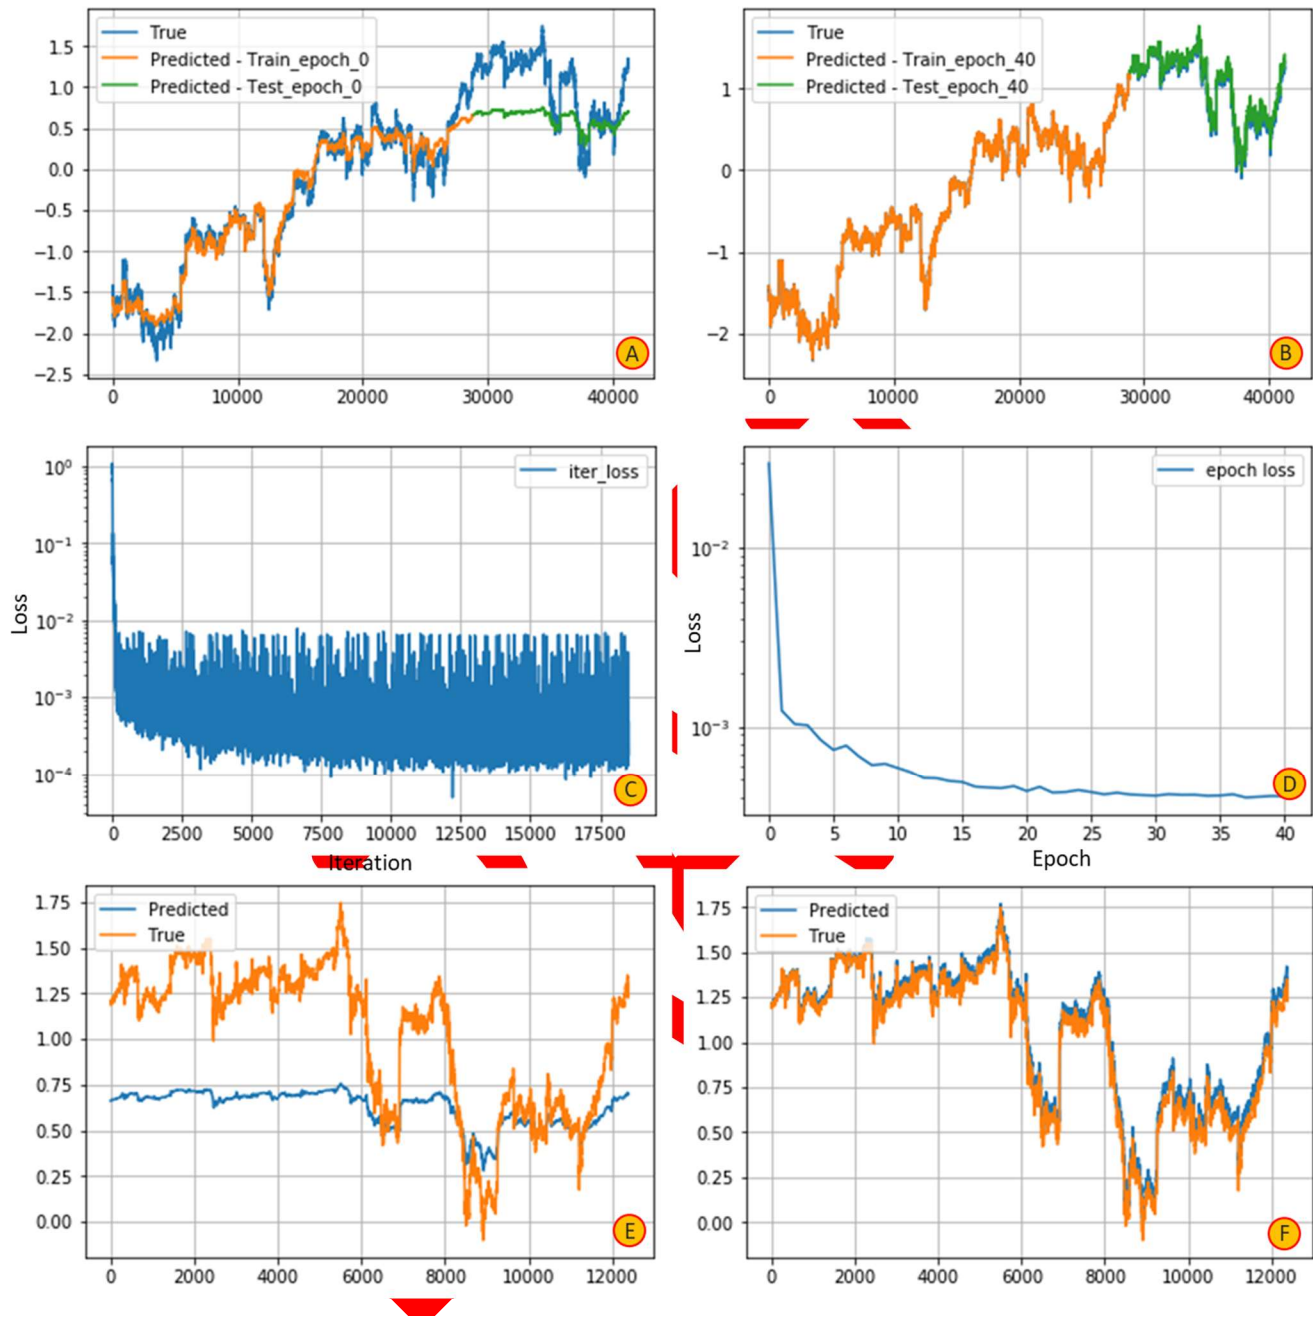 True
Predicted - Train_epoch_0
Predicted - Test_epoch_0
1.5
1.0
0.5
0.0
−0.5
−1.0
−1.5
−2.0
−2.5
0 10000 20000 30000 40000
A
True
Predicted - Train_epoch_40
Predicted - Test_epoch_40
1
0
−1
−2
0 10000 20000 30000 40000
B
iter_loss
Loss
10⁰
10⁻¹
10⁻²
10⁻³
10⁻⁴
0 2500 5000 7500 10000 12500 15000 17500
Iteration
C
epoch loss
Loss
10⁻²
10⁻³
0 5 10 15 20 25 30 35 40
Epoch
D
Predicted
True
1.75
1.50
1.25
1.00
0.75
0.50
0.25
0.00
0 2000 4000 6000 8000 10000 12000
E
Predicted
True
1.75
1.50
1.25
1.00
0.75
0.50
0.25
0.00
0 2000 4000 6000 8000 10000 12000
F